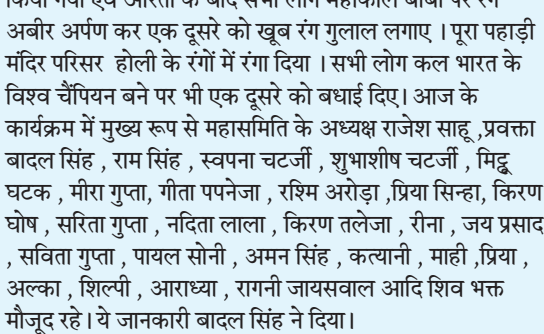 किया गया एवं आरती के बाद सभी लोग महाकाल बाबा पर रंग
अबीर अर्पण कर एक दूसरे को खूब रंग गुलाल लगाए । पूरा पहाड़ी
मंदिर परिसर होली के रंगों में रंगा दिया । सभी लोग कल भारत के
विश्व चैंपियन बने पर भी एक दूसरे को बधाई दिए। आज के
कार्यक्रम में मुख्य रूप से महासमिति के अध्यक्ष राजेश साहू ,प्रवक्ता
बादल सिंह , राम सिंह , स्वपना चटर्जी , शुभाशीष चटर्जी , मिट्ठू
घटक , मीरा गुप्ता, गीता पपनेजा , रश्मि अरोड़ा ,प्रिया सिन्हा, किरण
घोष , सरिता गुप्ता , नदिता लाला , किरण तलेजा , रीना , जय प्रसाद
, सविता गुप्ता , पायल सोनी , अमन सिंह , कत्यानी , माही ,प्रिया ,
अल्का , शिल्पी , आराध्या , रागनी जायसवाल आदि शिव भक्त
मौजूद रहे। ये जानकारी बादल सिंह ने दिया।